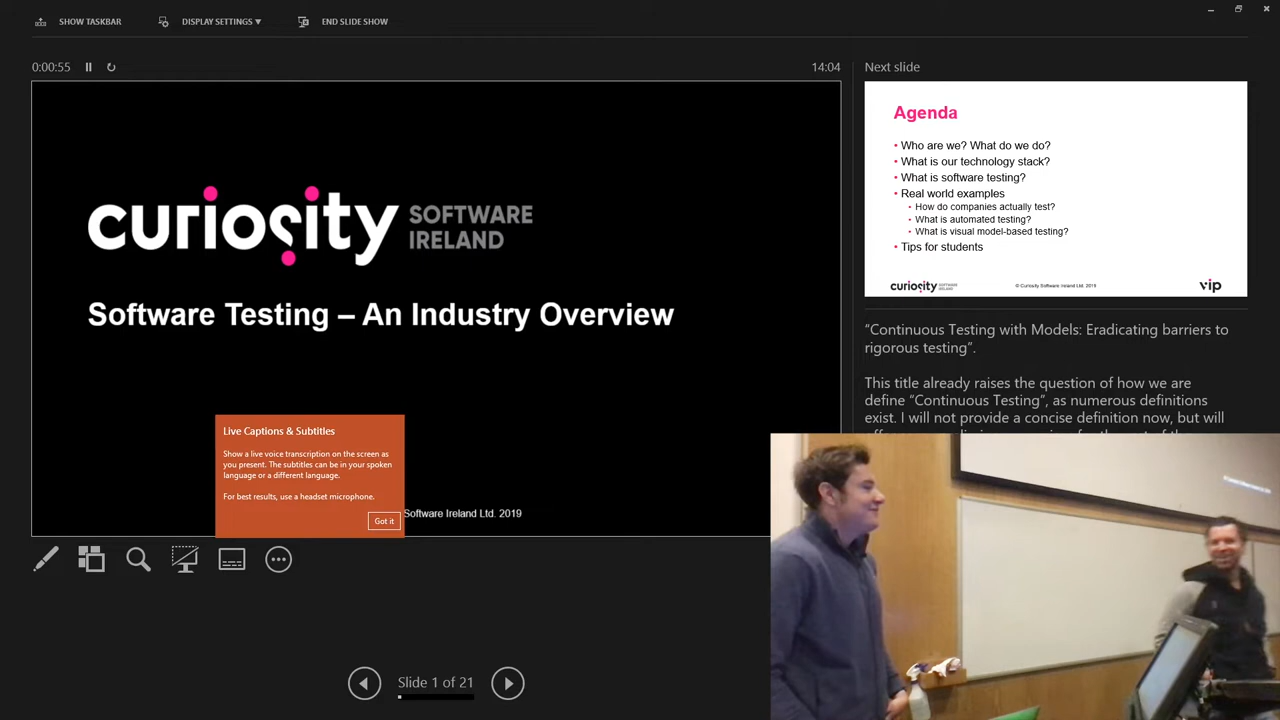 SHOW TASKBAR
DISPLAY SETTINGS ▼
END SLIDE SHOW
0:00:55
14:04
curiosity SOFTWARE
IRELAND
Software Testing – An Industry Overview
Live Captions & Subtitles
Show a live voice transcription on the screen as
you present. The subtitles can be in your spoken
language or a different language.
For best results, use a headset microphone.
Got it
Software Ireland Ltd. 2019
Slide 1 of 21
Next slide
Agenda
• Who are we? What do we do?
• What is our technology stack?
• What is software testing?
• Real world examples
• How do companies actually test?
• What is automated testing?
• What is visual model-based testing?
• Tips for students
curiosity SOFTWARE
IRELAND
© Curiosity Software Ireland Ltd. 2019
vip
“Continuous Testing with Models: Eradicating barriers to
rigorous testing”.
This title already raises the question of how we are
define “Continuous Testing”, as numerous definitions
exist. I will not provide a concise definition now, but will